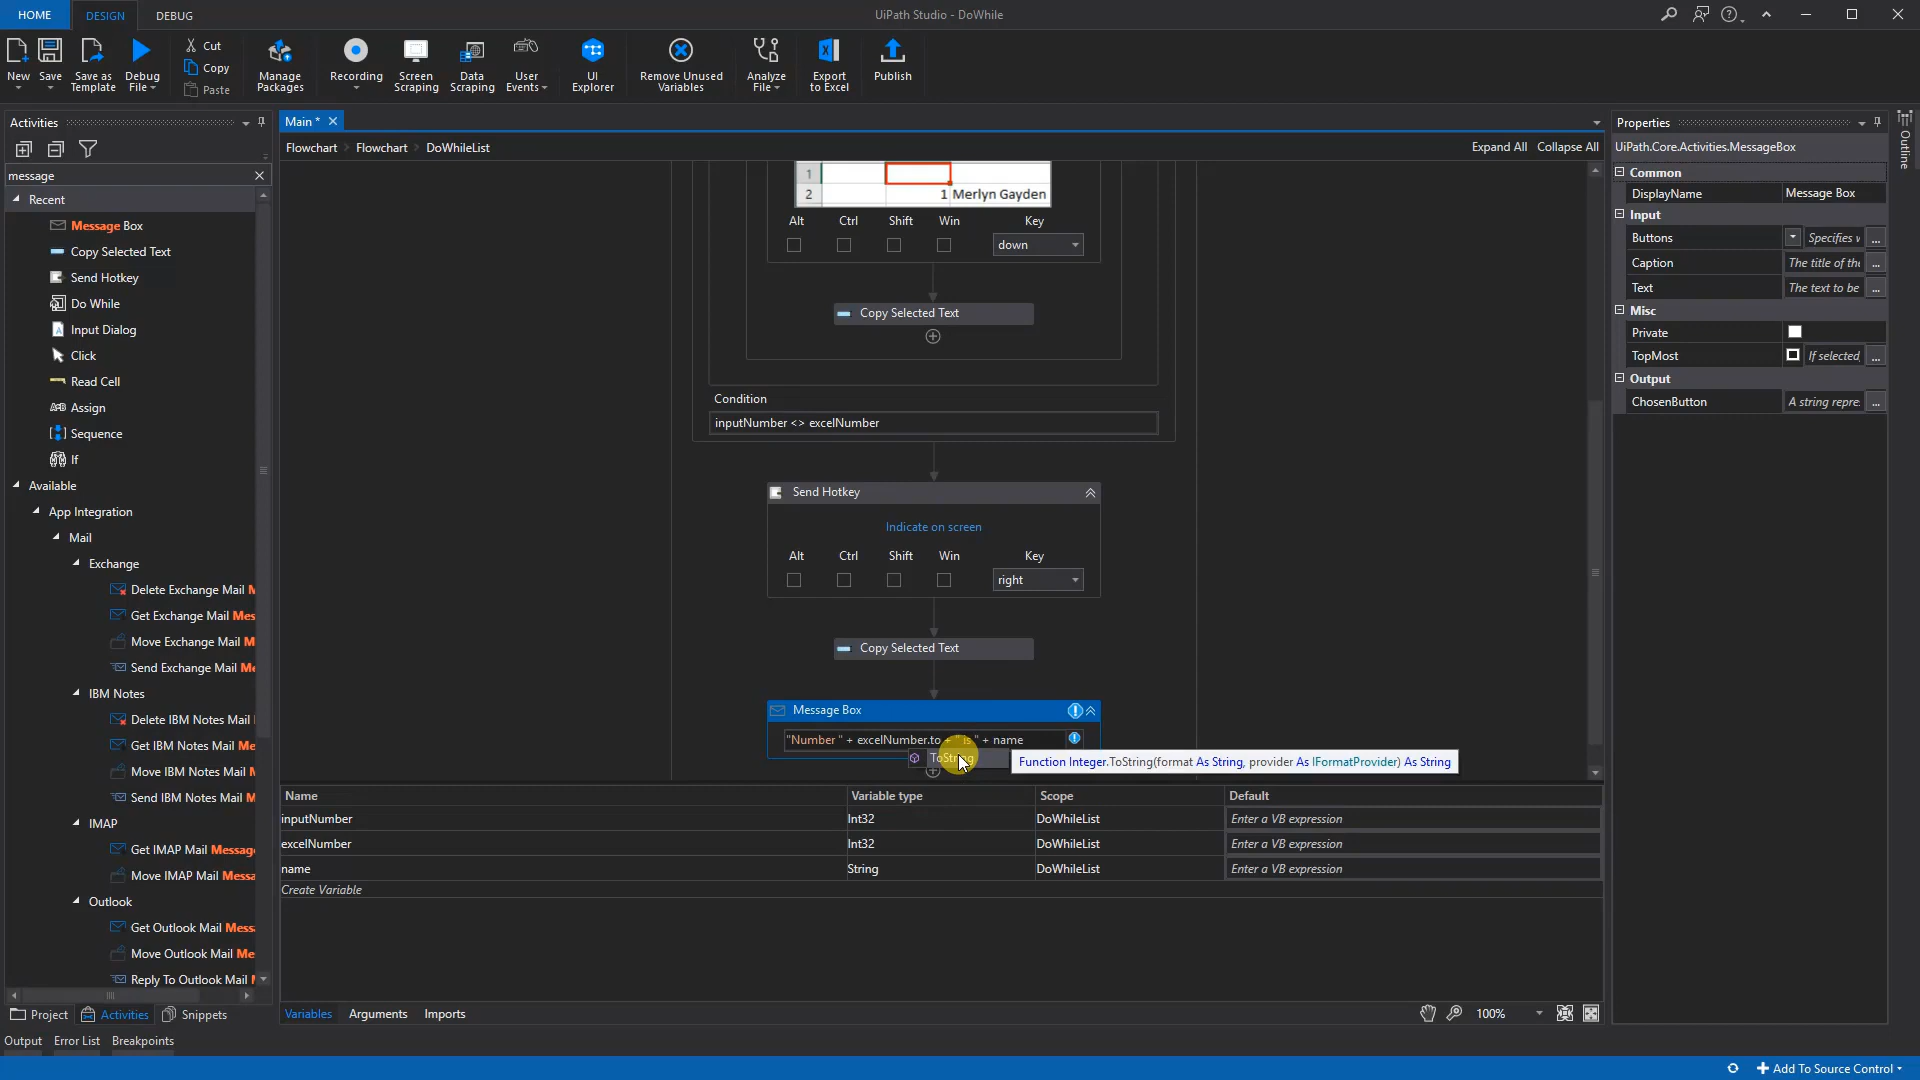 HOME DESIGN DEBUG UiPath Studio - DoWhile
New
Save
Save as Template
Debug File
Cut
Copy
Paste
Manage Packages
Recording
Screen Scraping
Data Scraping
User Events
UI Explorer
Remove Unused Variables
Analyze File
Export to Excel
Publish
Activities
message
Recent
Message Box
Copy Selected Text
Send Hotkey
Do While
Input Dialog
Click
Read Cell
Assign
Sequence
If
Available
App Integration
Mail
Exchange
Delete Exchange Mail M
Get Exchange Mail Mes
Move Exchange Mail M
Send Exchange Mail Me
IBM Notes
Delete IBM Notes Mail
Get IBM Notes Mail M
Move IBM Notes Mail M
Send IBM Notes Mail M
IMAP
Get IMAP Mail Message
Move IMAP Mail Messa
Outlook
Get Outlook Mail Messa
Move Outlook Mail Me
Reply To Outlook Mail
Project Activities Snippets
Output Error List Breakpoints
Main *
Flowchart Flowchart DoWhileList Expand All Collapse All
1
2 1 Merlyn Gayden
Alt Ctrl Shift Win Key
down
Copy Selected Text
Condition
inputNumber <> excelNumber
Send Hotkey
Indicate on screen
Alt Ctrl Shift Win Key
right
Copy Selected Text
Message Box
"Number " + excelNumber.to + " is " + name
ToString
Function Integer.ToString(format As String, provider As IFormatProvider) As String
Name Variable type Scope Default
inputNumber Int32 DoWhileList Enter a VB expression
excelNumber Int32 DoWhileList Enter a VB expression
name String DoWhileList Enter a VB expression
Create Variable
Variables Arguments Imports 100%
Properties
UiPath.Core.Activities.MessageBox
Common
DisplayName Message Box
Input
Buttons Specifies v ...
Caption The title of the ...
Text The text to be ...
Misc
Private
TopMost If selected, ...
Output
ChosenButton A string repre: ...
Outline
Add To Source Control